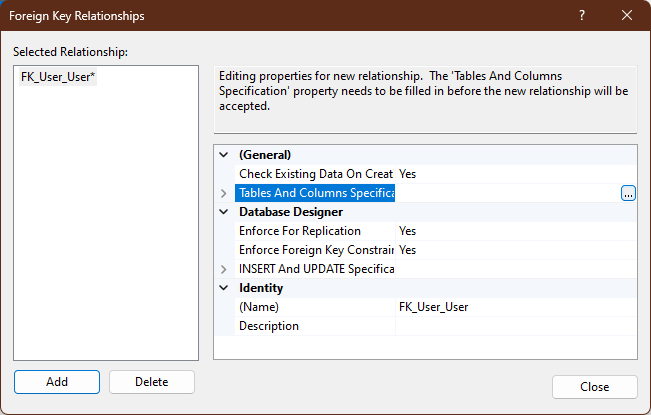 Foreign Key Relationships
?
Selected Relationship:
FK_User_User*
Editing properties for new relationship. The 'Tables And Columns
Specification' property needs to be filled in before the new relationship will be
accepted.
(General)
Check Existing Data On Creat Yes
Tables And Columns Specifica ...
Database Designer
Enforce For Replication Yes
Enforce Foreign Key Constrain Yes
INSERT And UPDATE Specifica
Identity
(Name) FK_User_User
Description
Add Delete
Close